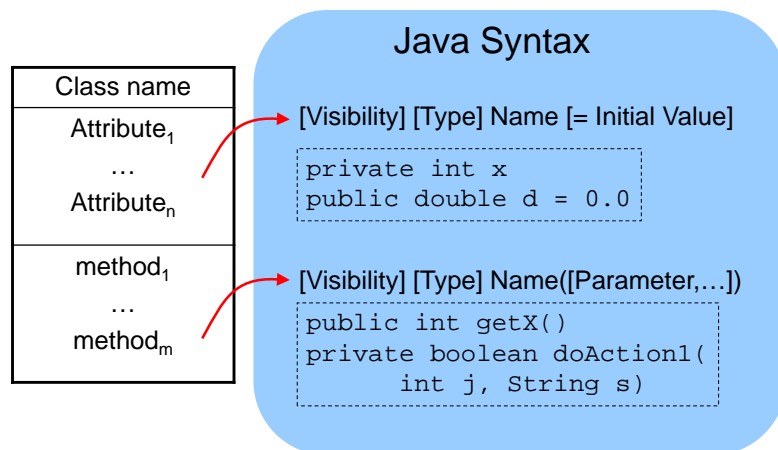 Java Syntax
Class name
Attribute₁
…
Attributeₙ
[Visibility] [Type] Name [= Initial Value]
private int x
public double d = 0.0
method₁
…
methodₘ
[Visibility] [Type] Name([Parameter,…])
public int getX()
private boolean doAction1(
int j, String s)